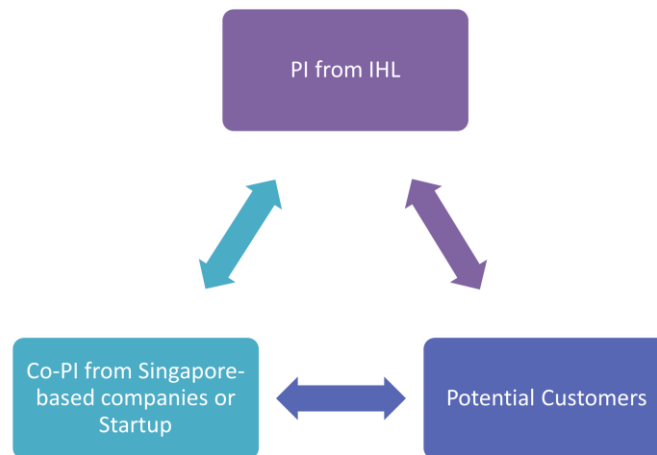 PI from IHL
Co-PI from Singapore-
based companies or
Startup
Potential Customers